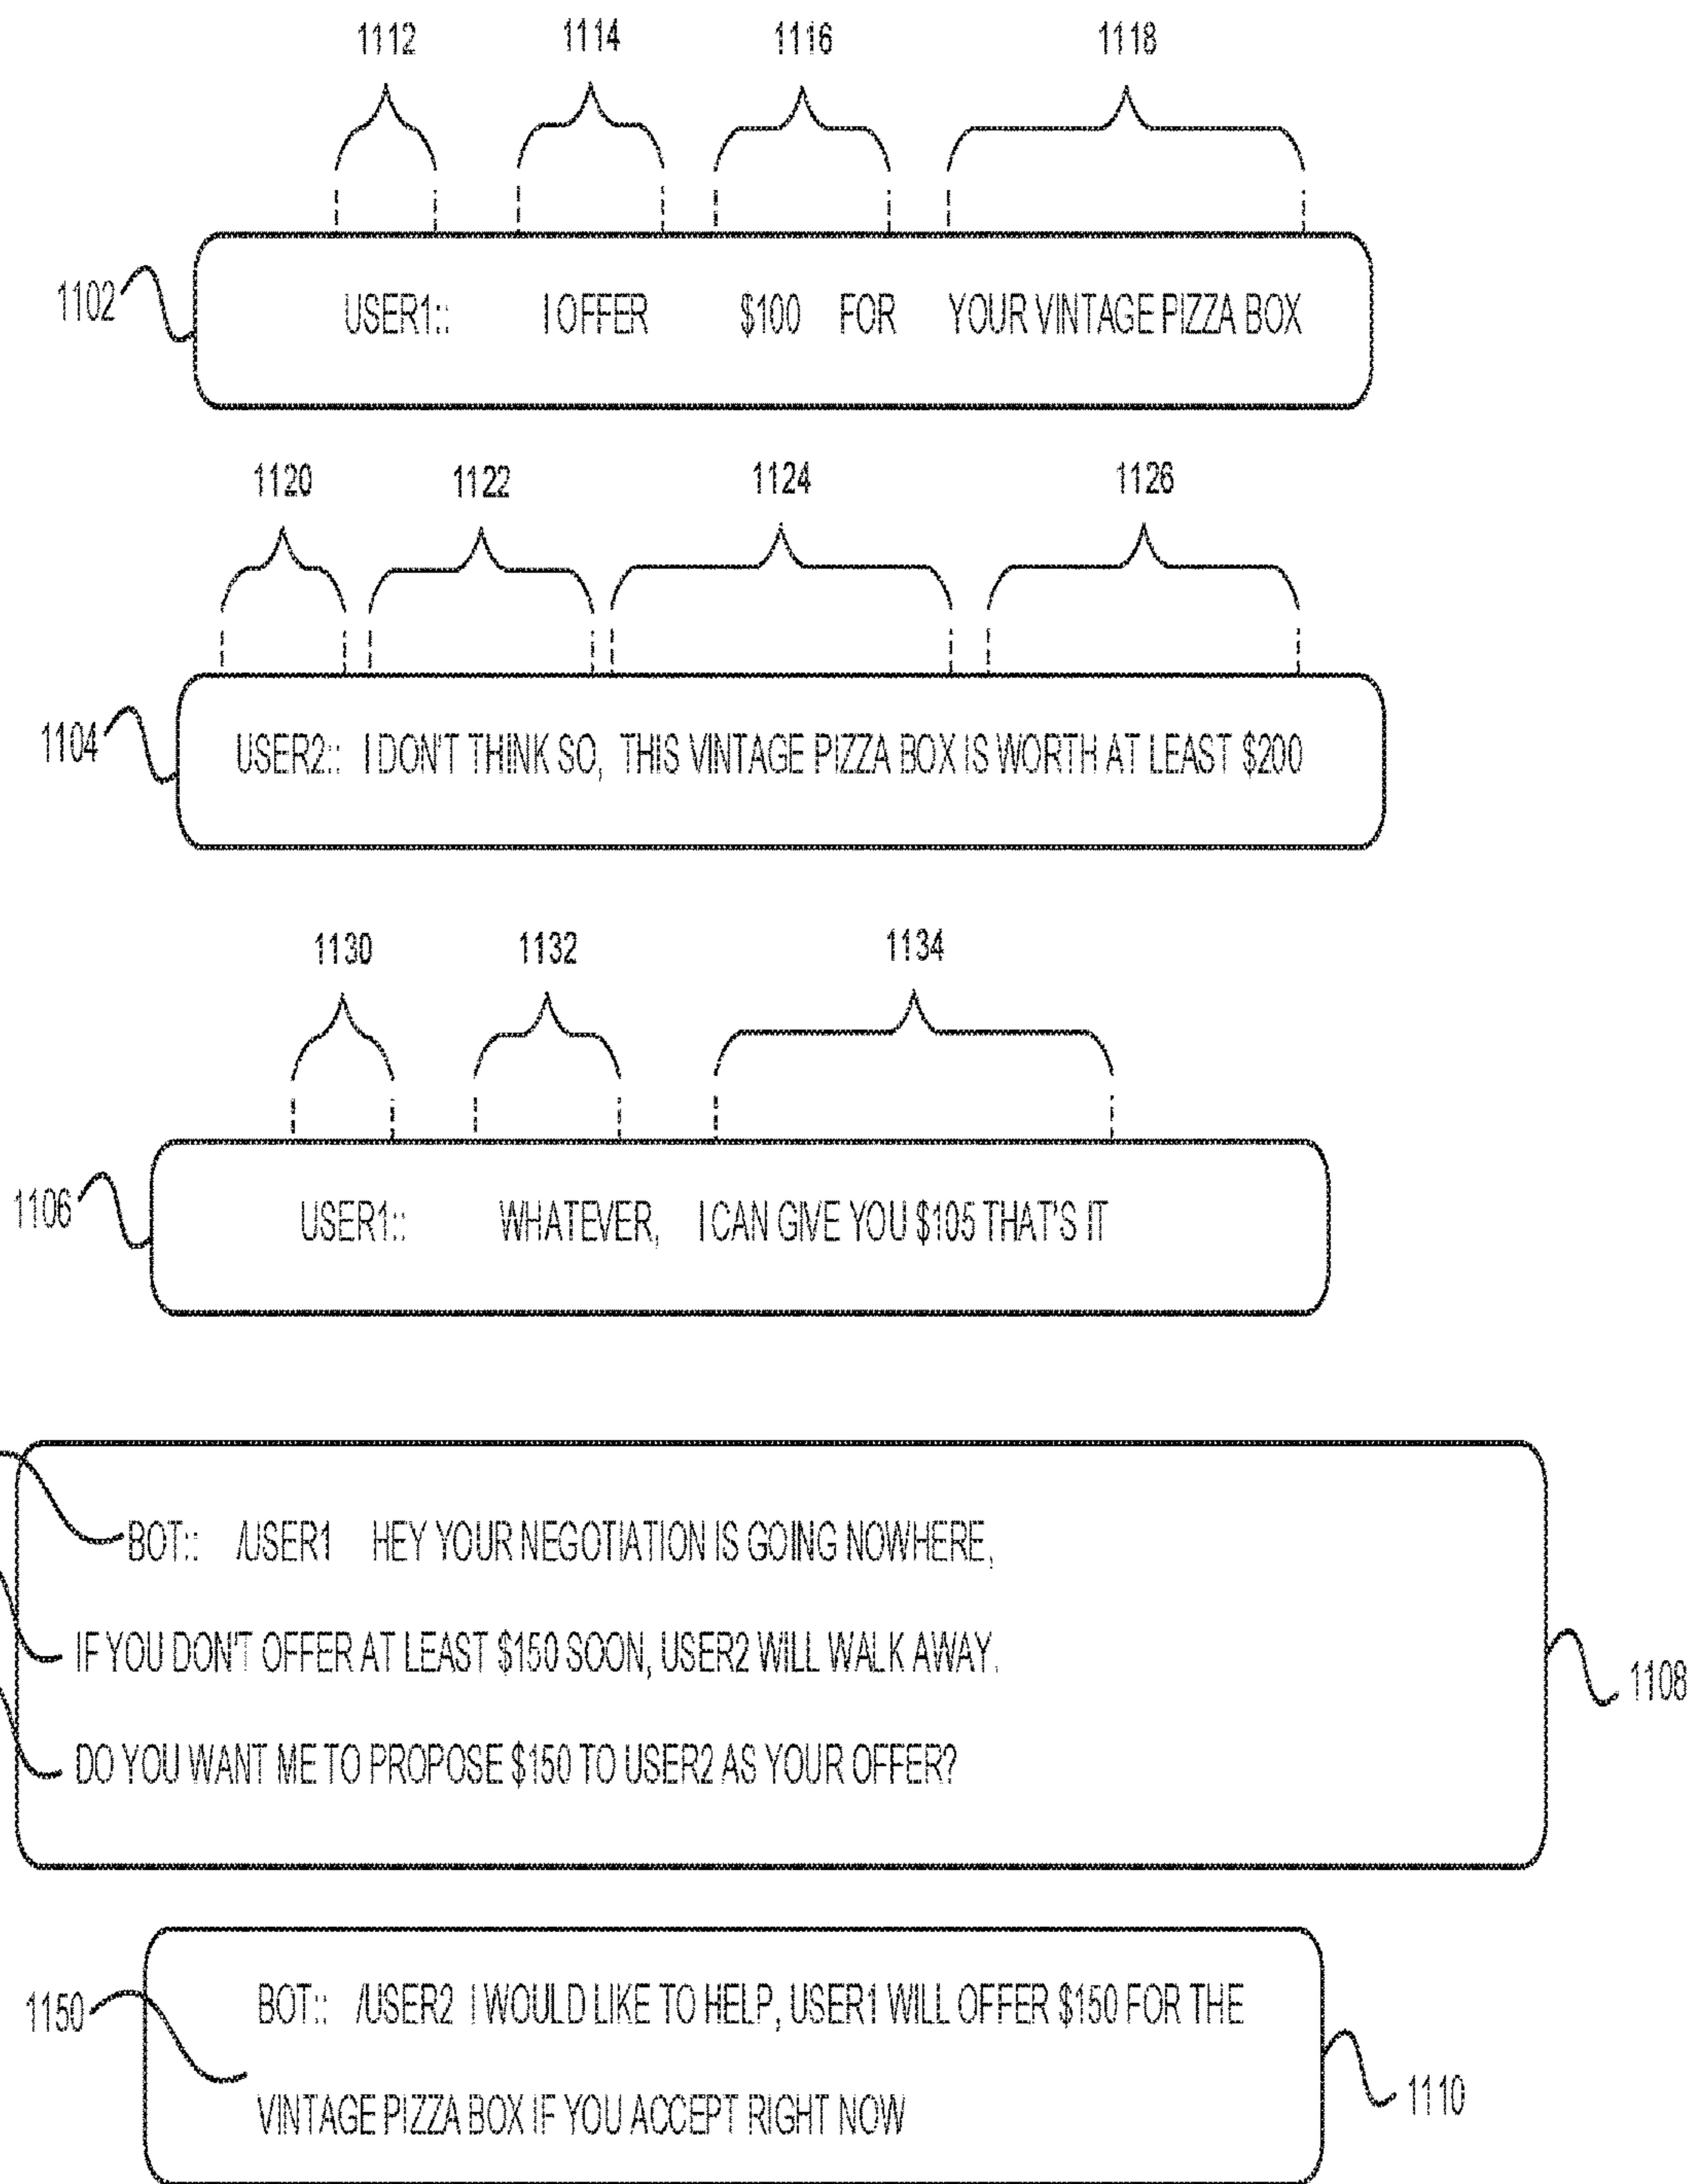 1112 1114 1116 1118
1102
USER1:: I OFFER $100 FOR YOUR VINTAGE PIZZA BOX
1120 1122 1124 1126
1104
USER2:: I DON'T THINK SO, THIS VINTAGE PIZZA BOX IS WORTH AT LEAST $200
1130 1132 1134
1106
USER1:: WHATEVER, I CAN GIVE YOU $105 THAT'S IT
BOT:: /USER1 HEY YOUR NEGOTIATION IS GOING NOWHERE,
IF YOU DON'T OFFER AT LEAST $150 SOON, USER2 WILL WALK AWAY.
1108
DO YOU WANT ME TO PROPOSE $150 TO USER2 AS YOUR OFFER?
1150
BOT:: /USER2 I WOULD LIKE TO HELP, USER1 WILL OFFER $150 FOR THE
VINTAGE PIZZA BOX IF YOU ACCEPT RIGHT NOW
1110